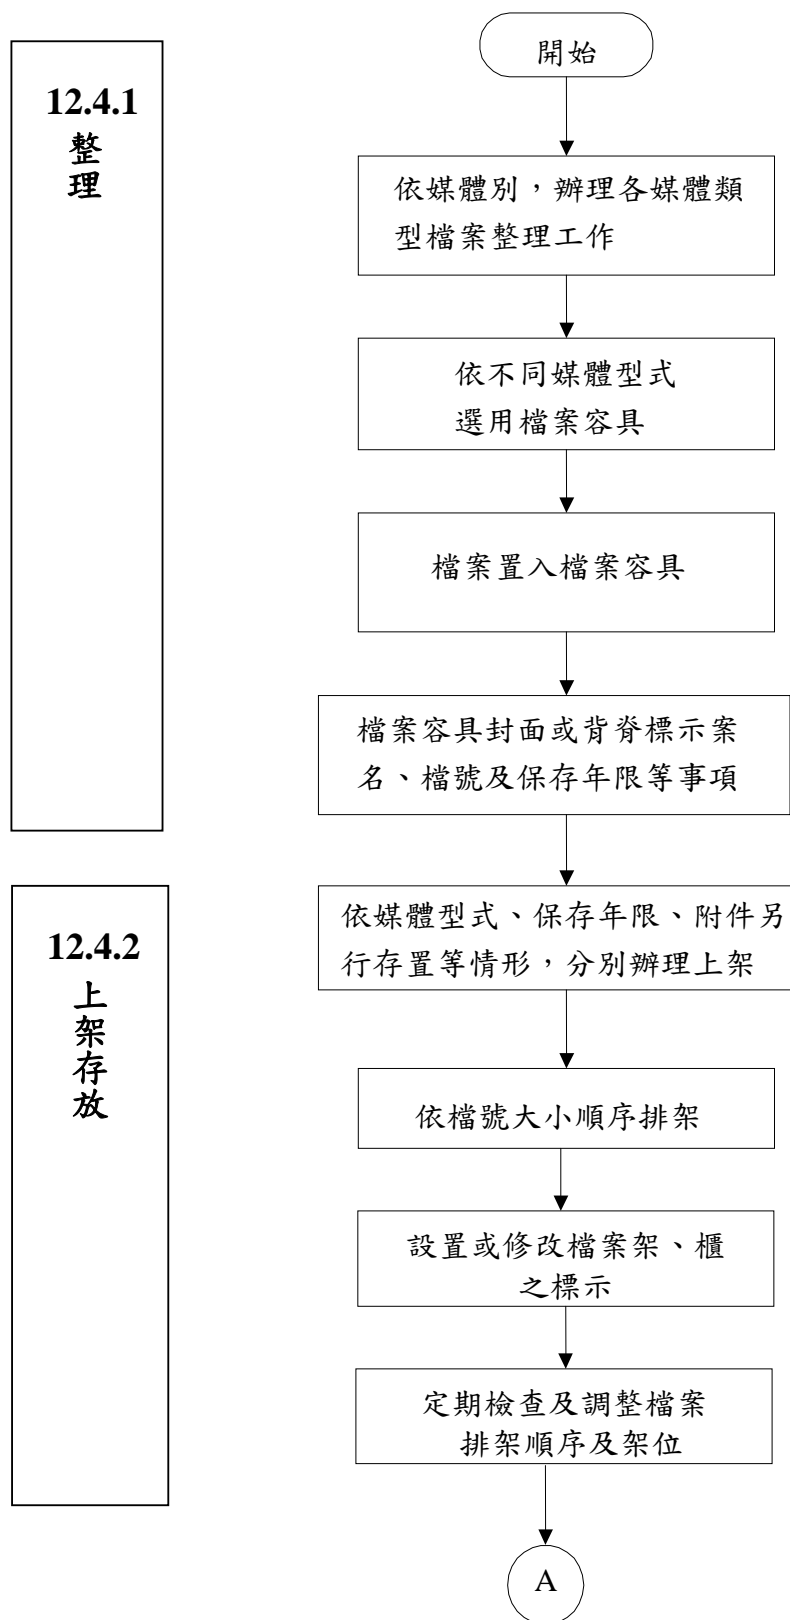 開始
12.4.1
整
理
依媒體別，辦理各媒體類
型檔案整理工作
依不同媒體型式
選用檔案容具
檔案置入檔案容具
檔案容具封面或背脊標示案
名、檔號及保存年限等事項
12.4.2
上
架
存
放
依媒體型式、保存年限、附件另
行存置等情形，分別辦理上架
依檔號大小順序排架
設置或修改檔案架、櫃
之標示
定期檢查及調整檔案
排架順序及架位
A